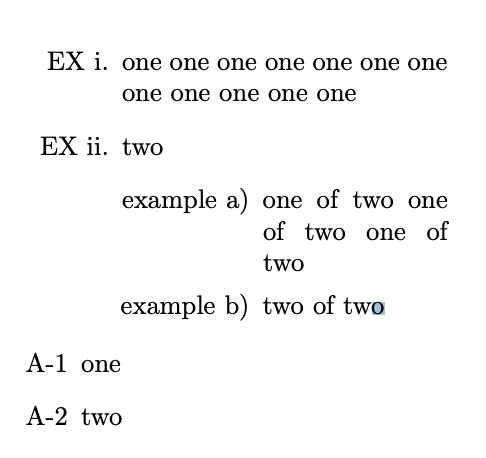 EX i. one one one one one one one
one one one one one
EX ii. two
example a) one of two one
of two one of
two
example b) two of two
A-1 one
A-2 two